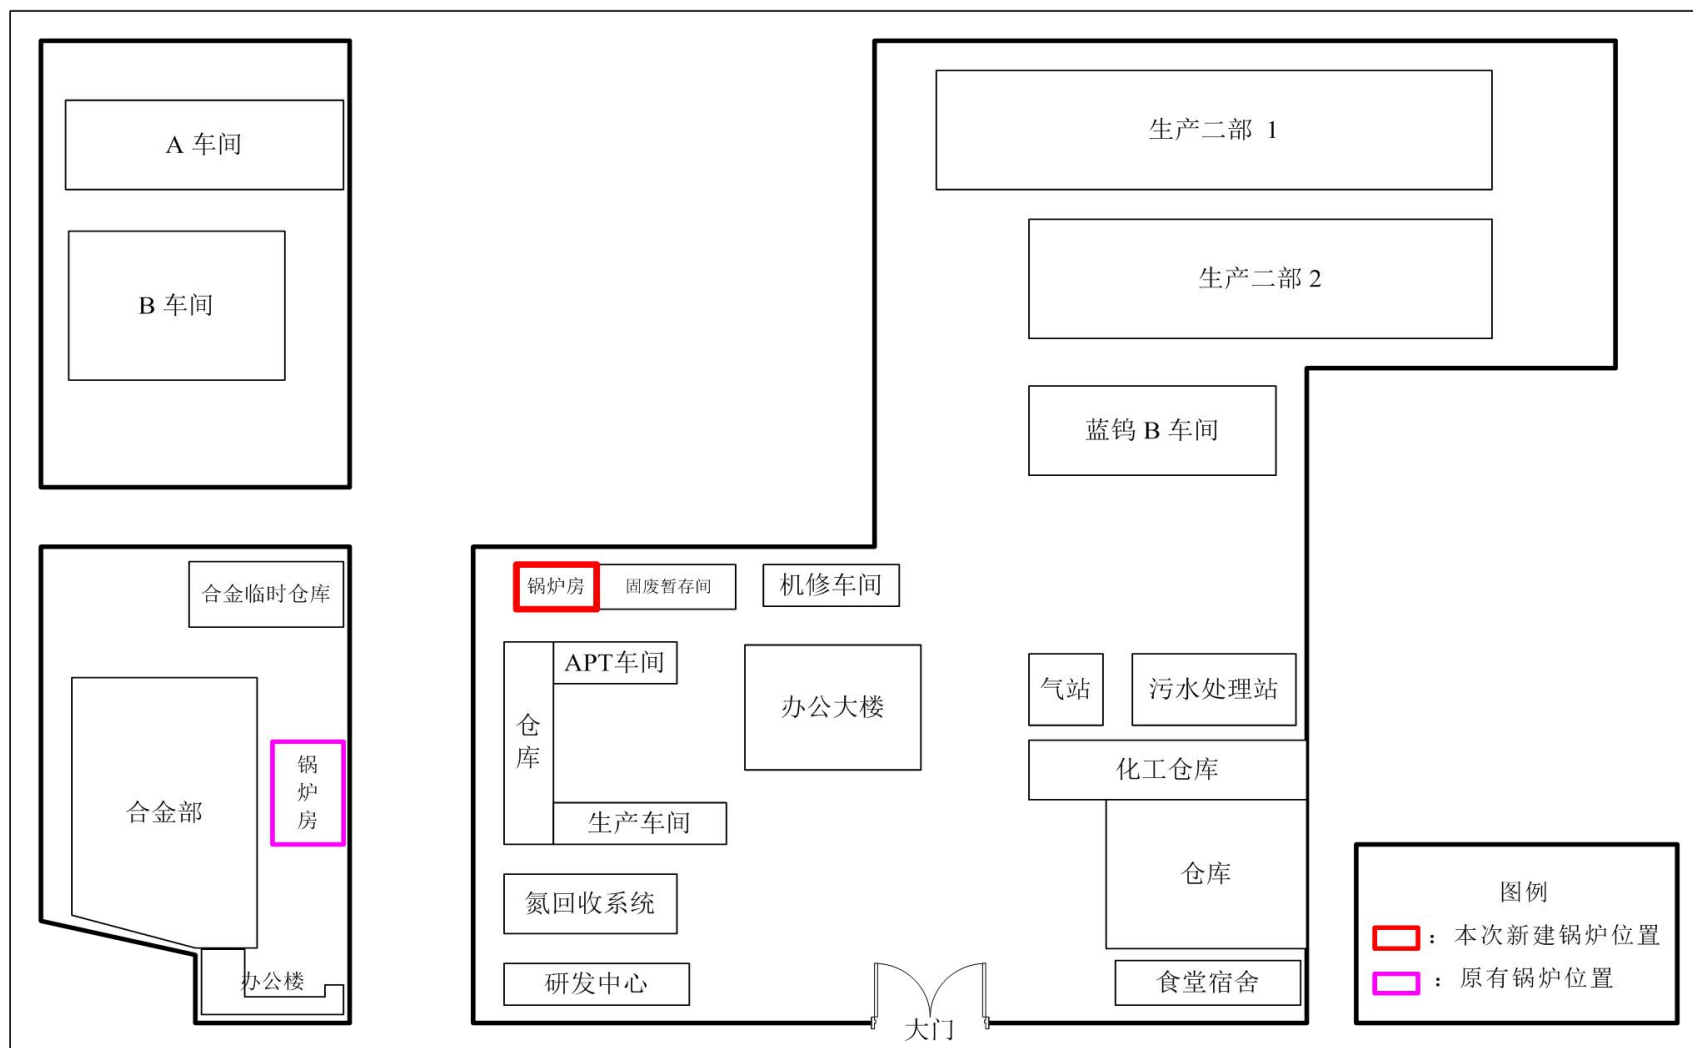 A 车间
B 车间
生产二部 1
生产二部 2
蓝钨 B 车间
合金临时仓库
合金部
锅炉房
办公楼
锅炉房
固废暂存间
机修车间
APT车间
仓库
生产车间
办公大楼
氮回收系统
研发中心
气站
污水处理站
化工仓库
仓库
食堂宿舍
大门
图例
：本次新建锅炉位置
：原有锅炉位置